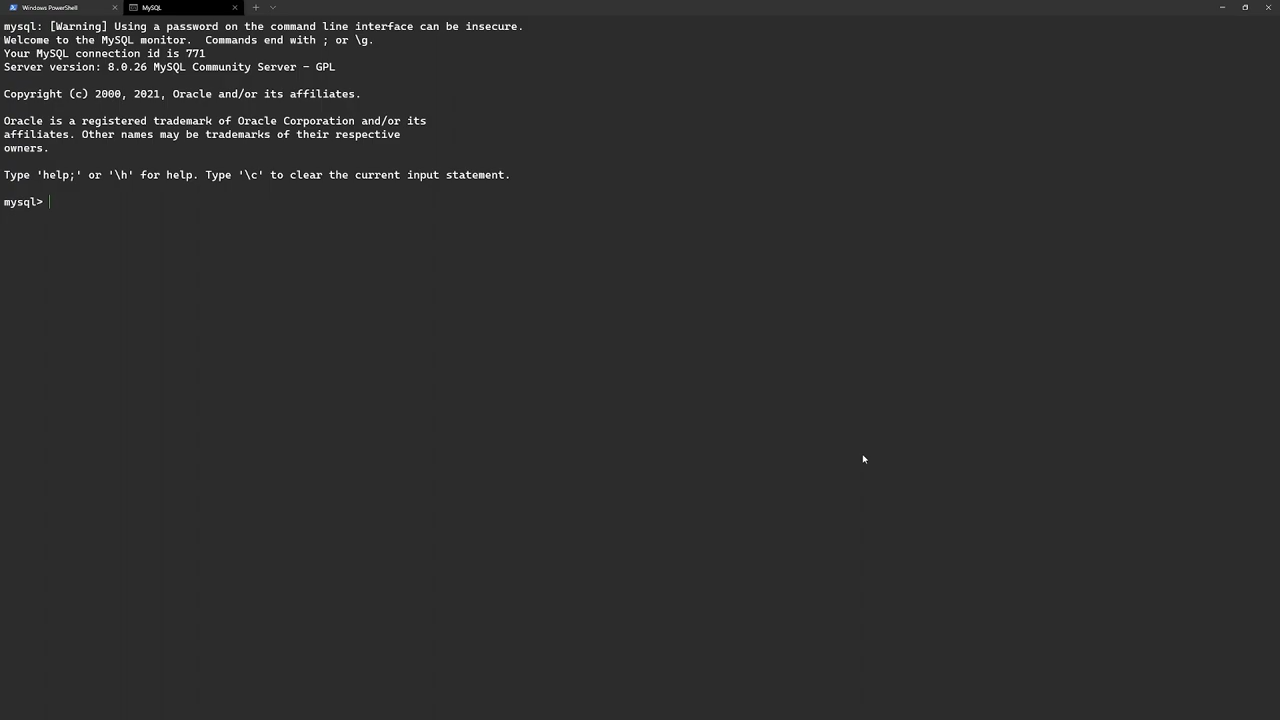 Windows PowerShell
MySQL
mysql: [Warning] Using a password on the command line interface can be insecure.
Welcome to the MySQL monitor.  Commands end with ; or \g.
Your MySQL connection id is 771
Server version: 8.0.26 MySQL Community Server - GPL
Copyright (c) 2000, 2021, Oracle and/or its affiliates.
Oracle is a registered trademark of Oracle Corporation and/or its
affiliates. Other names may be trademarks of their respective
owners.
Type 'help;' or '\h' for help. Type '\c' to clear the current input statement.
mysql>